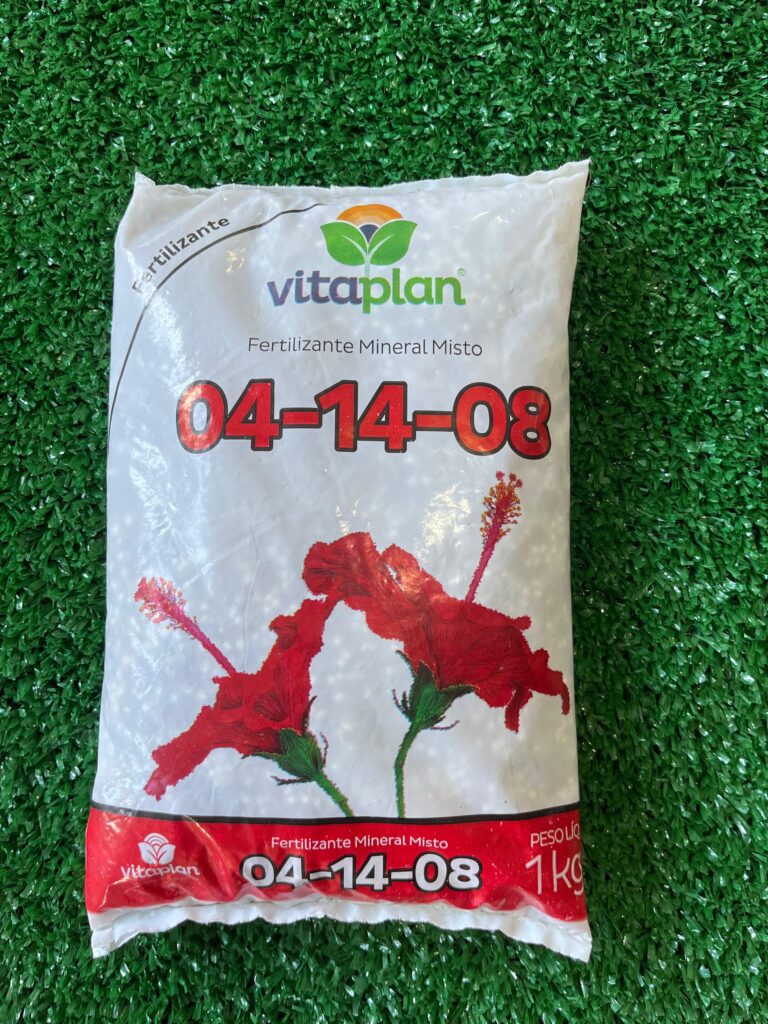 Fertilizante
vitaplan®
Fertilizante Mineral Misto
04-14-08
Fertilizante Mineral Misto
04-14-08
vitaplan
PESO LÍQ
1kg